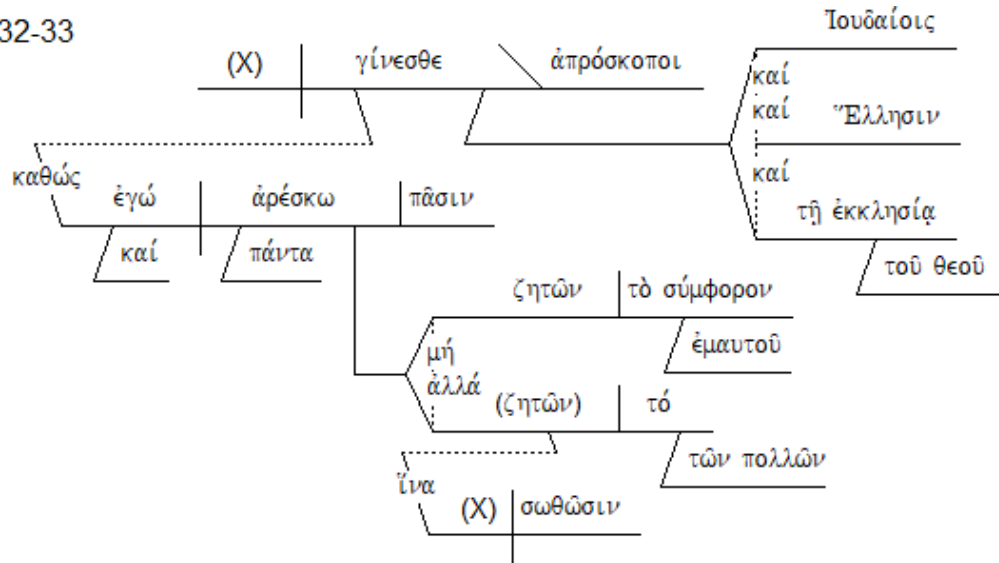 32-33
Ἰουδαίοις
(X) γίνεσθε ἀπρόσκοποι
καί
καί Ἕλλησιν
καθώς
καί
ἐγώ ἀρέσκω πᾶσιν
τῇ ἐκκλησίᾳ
καί πάντα
τοῦ θεοῦ
ζητῶν τὸ σύμφορον
μή
ἐμαυτοῦ
ἀλλά
(ζητῶν) τό
τῶν πολλῶν
ἵνα
(X) σωθῶσιν